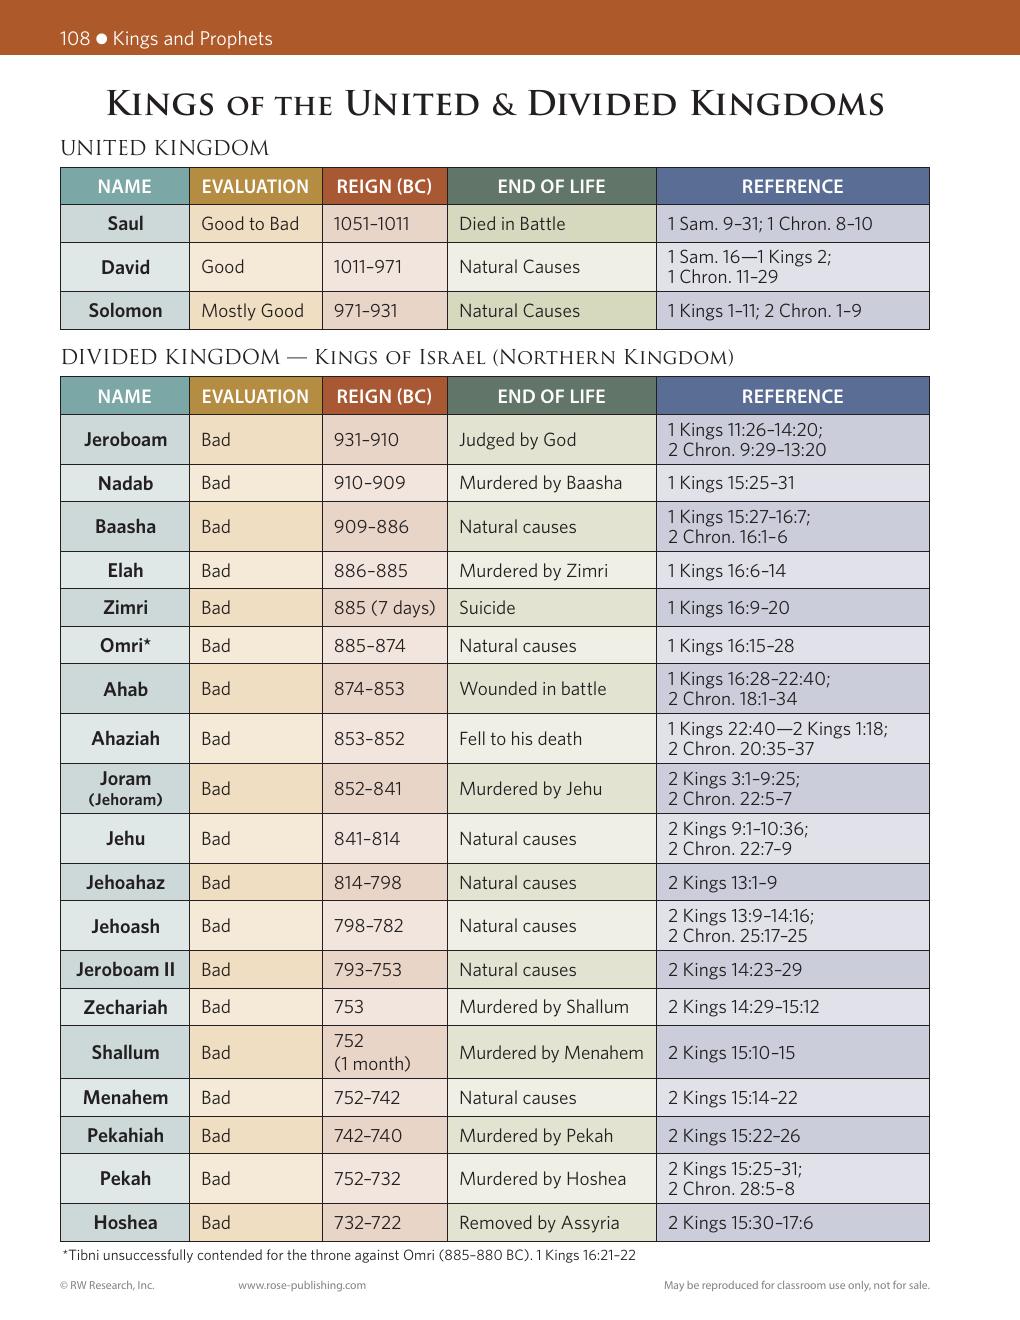 108 ● Kings and Prophets
Kings of the United & Divided Kingdoms
UNITED KINGDOM
NAME EVALUATION REIGN (BC) END OF LIFE REFERENCE
Saul Good to Bad 1051–1011 Died in Battle 1 Sam. 9–31; 1 Chron. 8–10
David Good 1011–971 Natural Causes 1 Sam. 16—1 Kings 2;
1 Chron. 11–29
Solomon Mostly Good 971–931 Natural Causes 1 Kings 1–11; 2 Chron. 1–9
DIVIDED KINGDOM — Kings of Israel (Northern Kingdom)
NAME EVALUATION REIGN (BC) END OF LIFE REFERENCE
Jeroboam Bad 931–910 Judged by God 1 Kings 11:26–14:20;
2 Chron. 9:29–13:20
Nadab Bad 910–909 Murdered by Baasha 1 Kings 15:25–31
Baasha Bad 909–886 Natural causes 1 Kings 15:27–16:7;
2 Chron. 16:1–6
Elah Bad 886–885 Murdered by Zimri 1 Kings 16:6–14
Zimri Bad 885 (7 days) Suicide 1 Kings 16:9–20
Omri* Bad 885–874 Natural causes 1 Kings 16:15–28
Ahab Bad 874–853 Wounded in battle 1 Kings 16:28–22:40;
2 Chron. 18:1–34
Ahaziah Bad 853–852 Fell to his death 1 Kings 22:40—2 Kings 1:18;
2 Chron. 20:35–37
Joram
(Jehoram) Bad 852–841 Murdered by Jehu 2 Kings 3:1–9:25;
2 Chron. 22:5–7
Jehu Bad 841–814 Natural causes 2 Kings 9:1–10:36;
2 Chron. 22:7–9
Jehoahaz Bad 814–798 Natural causes 2 Kings 13:1–9
Jehoash Bad 798–782 Natural causes 2 Kings 13:9–14:16;
2 Chron. 25:17–25
Jeroboam II Bad 793–753 Natural causes 2 Kings 14:23–29
Zechariah Bad 753 Murdered by Shallum 2 Kings 14:29–15:12
Shallum Bad 752
(1 month) Murdered by Menahem 2 Kings 15:10–15
Menahem Bad 752–742 Natural causes 2 Kings 15:14–22
Pekahiah Bad 742–740 Murdered by Pekah 2 Kings 15:22–26
Pekah Bad 752–732 Murdered by Hoshea 2 Kings 15:25–31;
2 Chron. 28:5–8
Hoshea Bad 732–722 Removed by Assyria 2 Kings 15:30–17:6
*Tibni unsuccessfully contended for the throne against Omri (885–880 BC). 1 Kings 16:21–22
© RW Research, Inc. www.rose-publishing.com May be reproduced for classroom use only, not for sale.